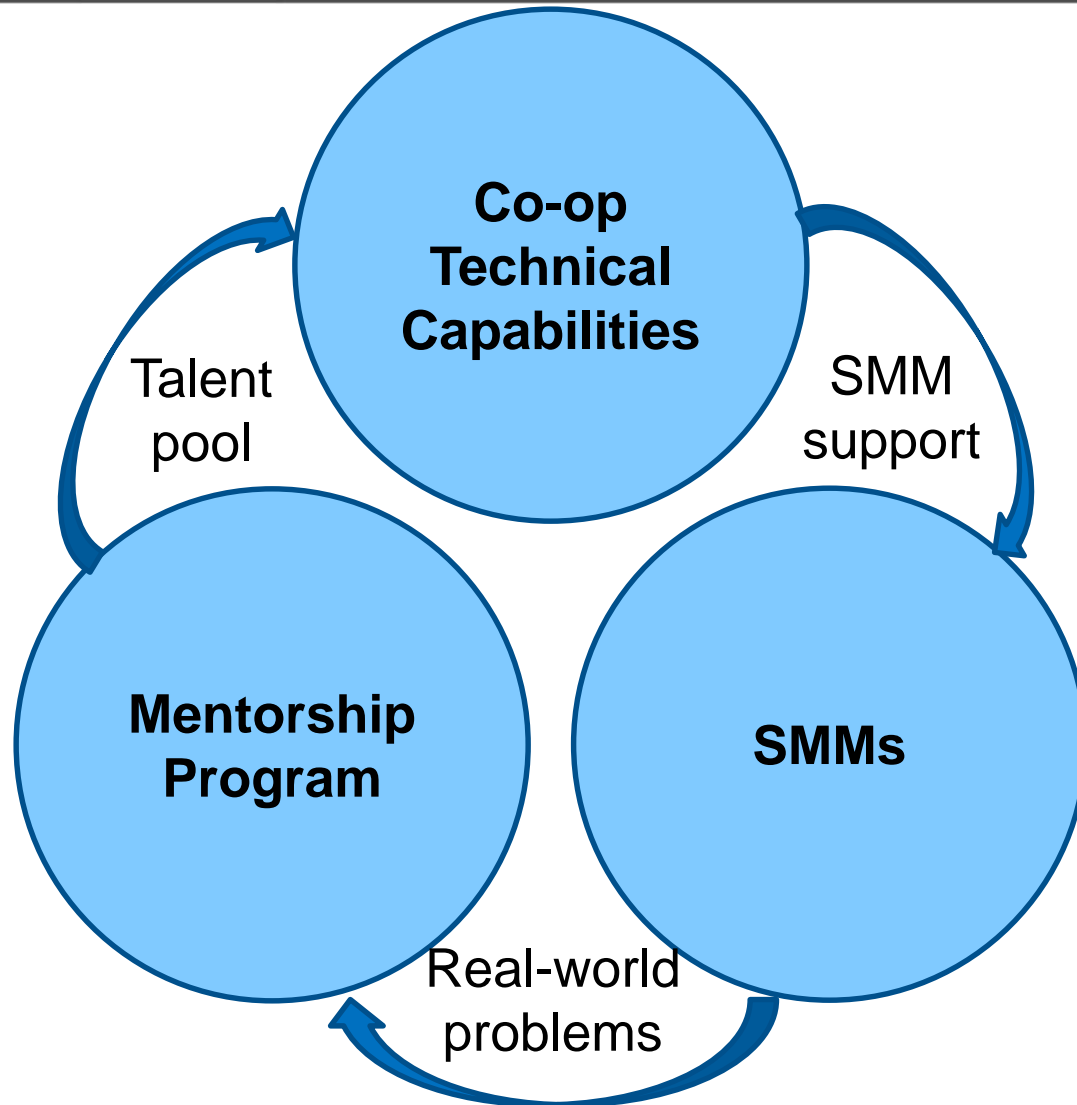 Co-op
Technical
Capabilities
Talent
pool
SMM
support
Mentorship
Program
SMMs
Real-world
problems